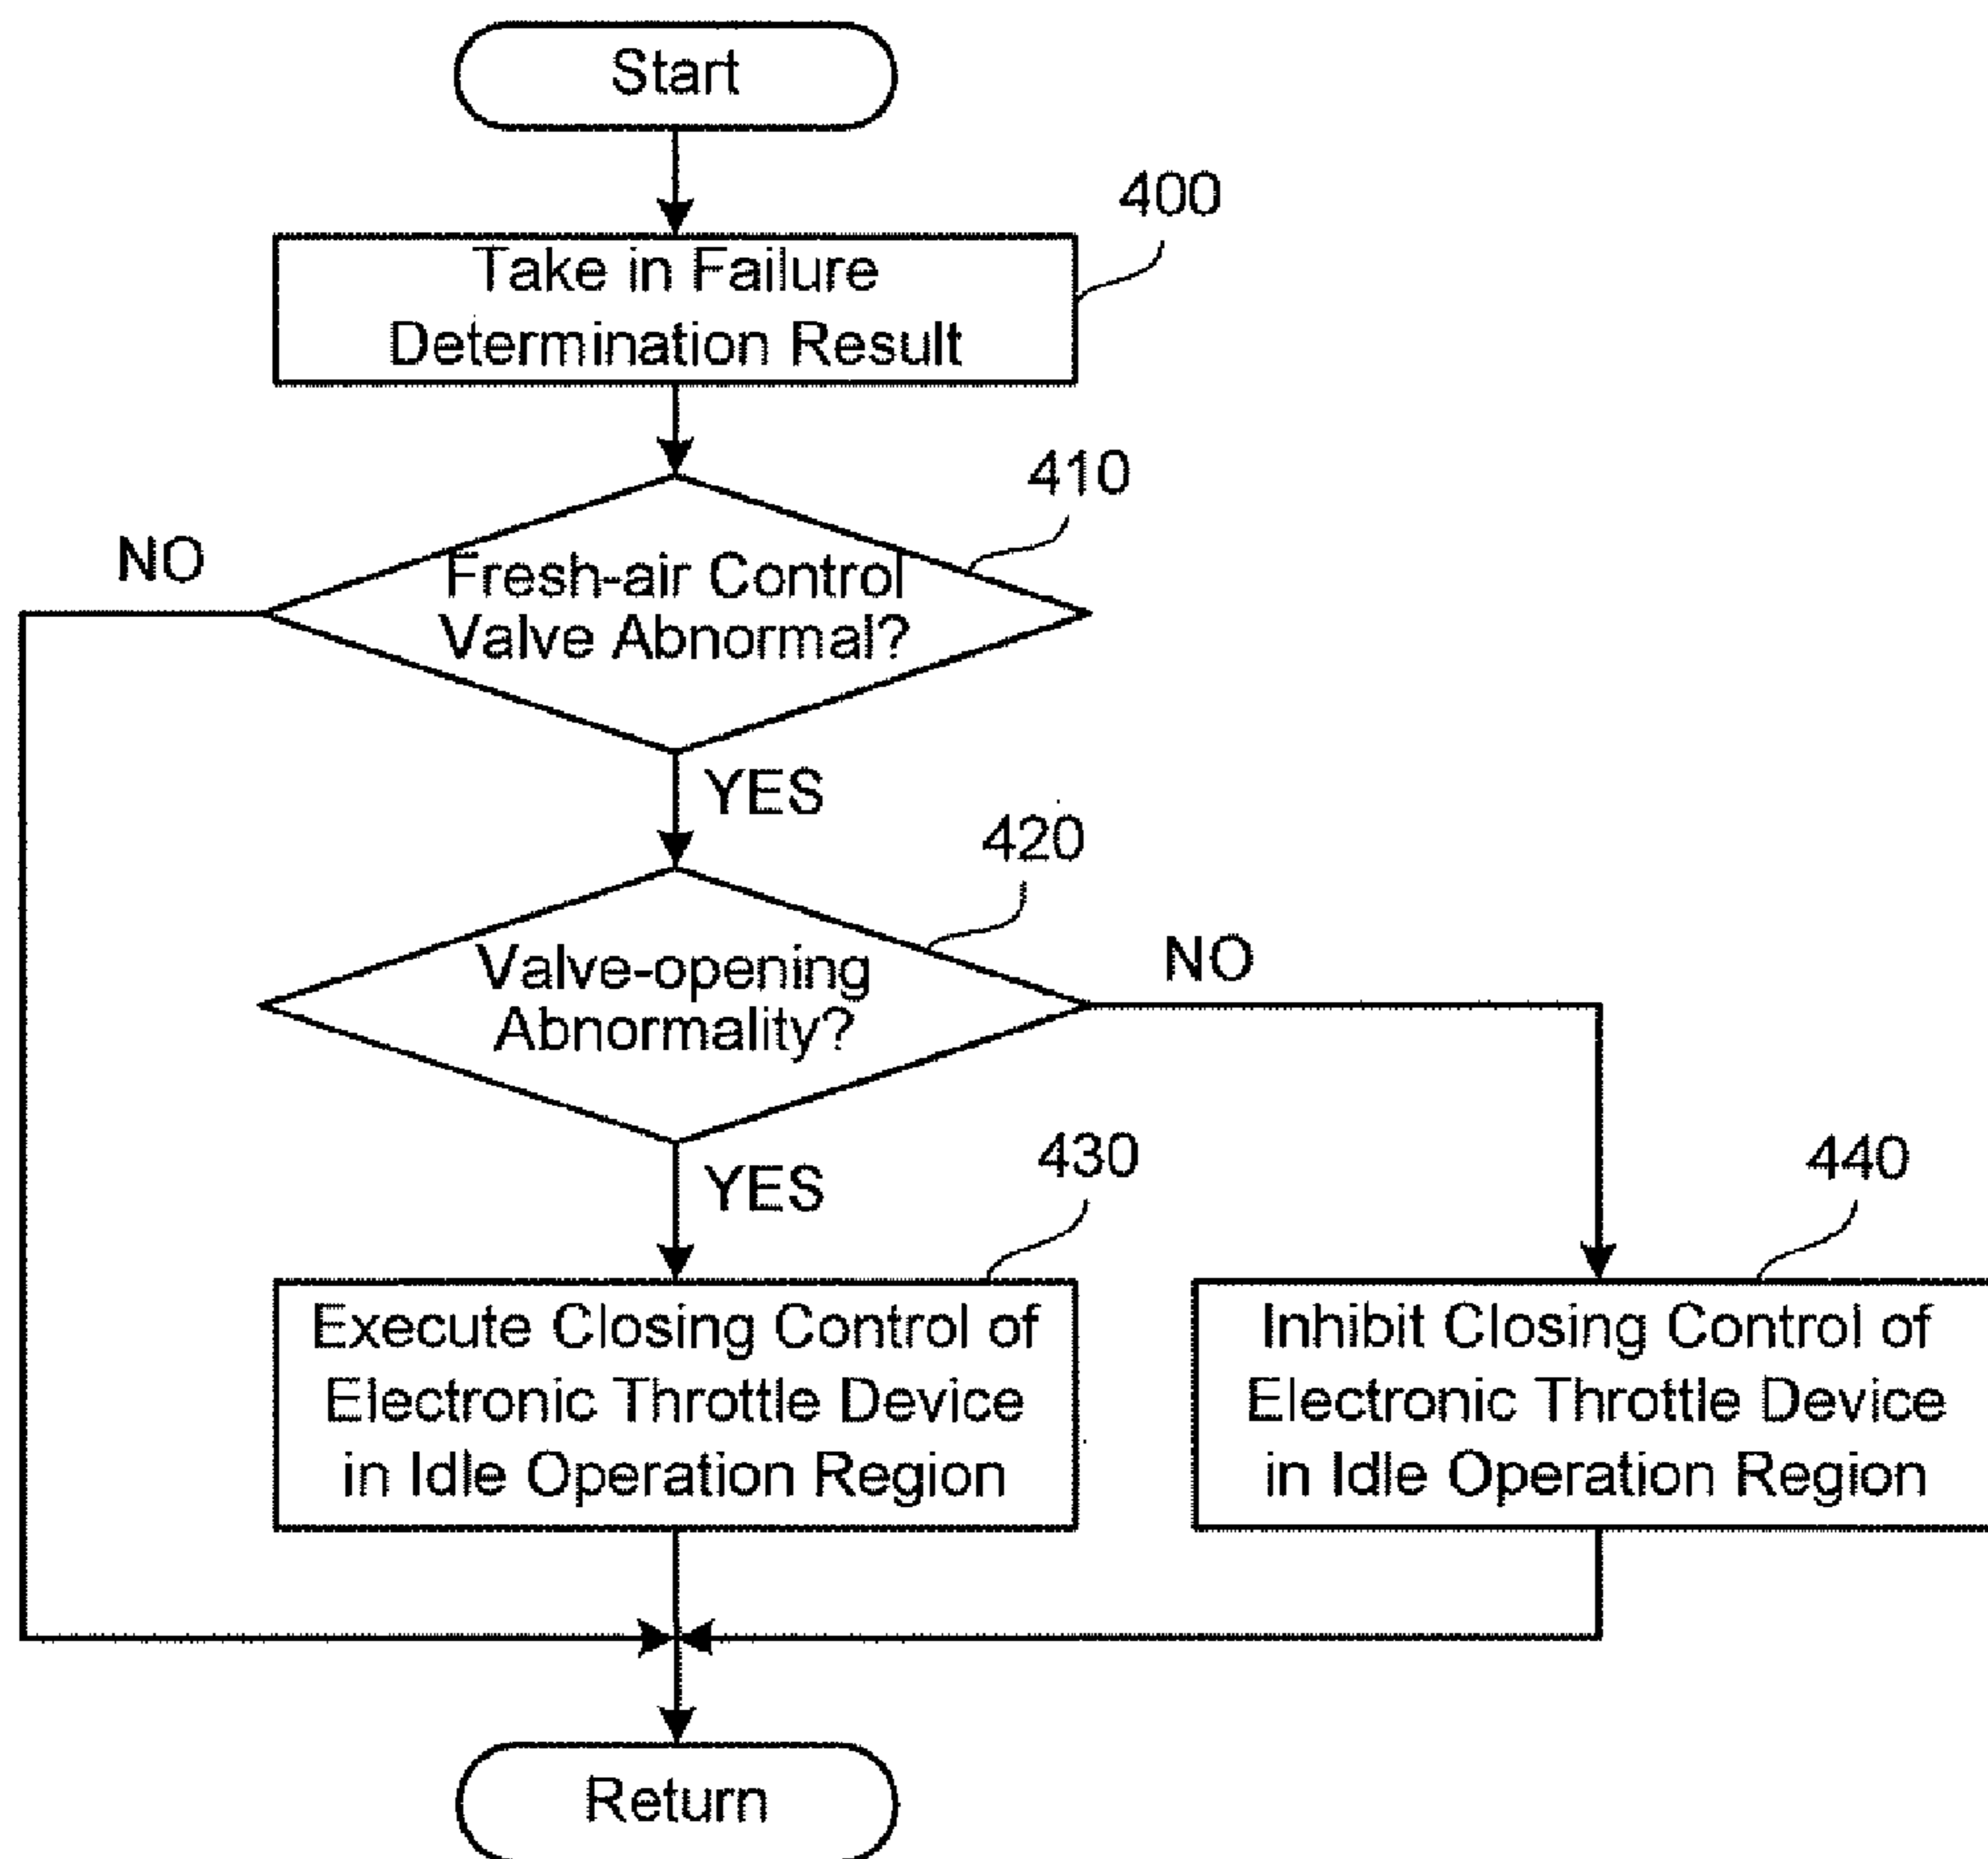 Start
400
Take in Failure
Determination Result
410
NO
Fresh-air Control
Valve Abnormal?
YES
420
Valve-opening
Abnormality?
NO
YES
430
440
Execute Closing Control of
Electronic Throttle Device
in Idle Operation Region
Inhibit Closing Control of
Electronic Throttle Device
in Idle Operation Region
Return